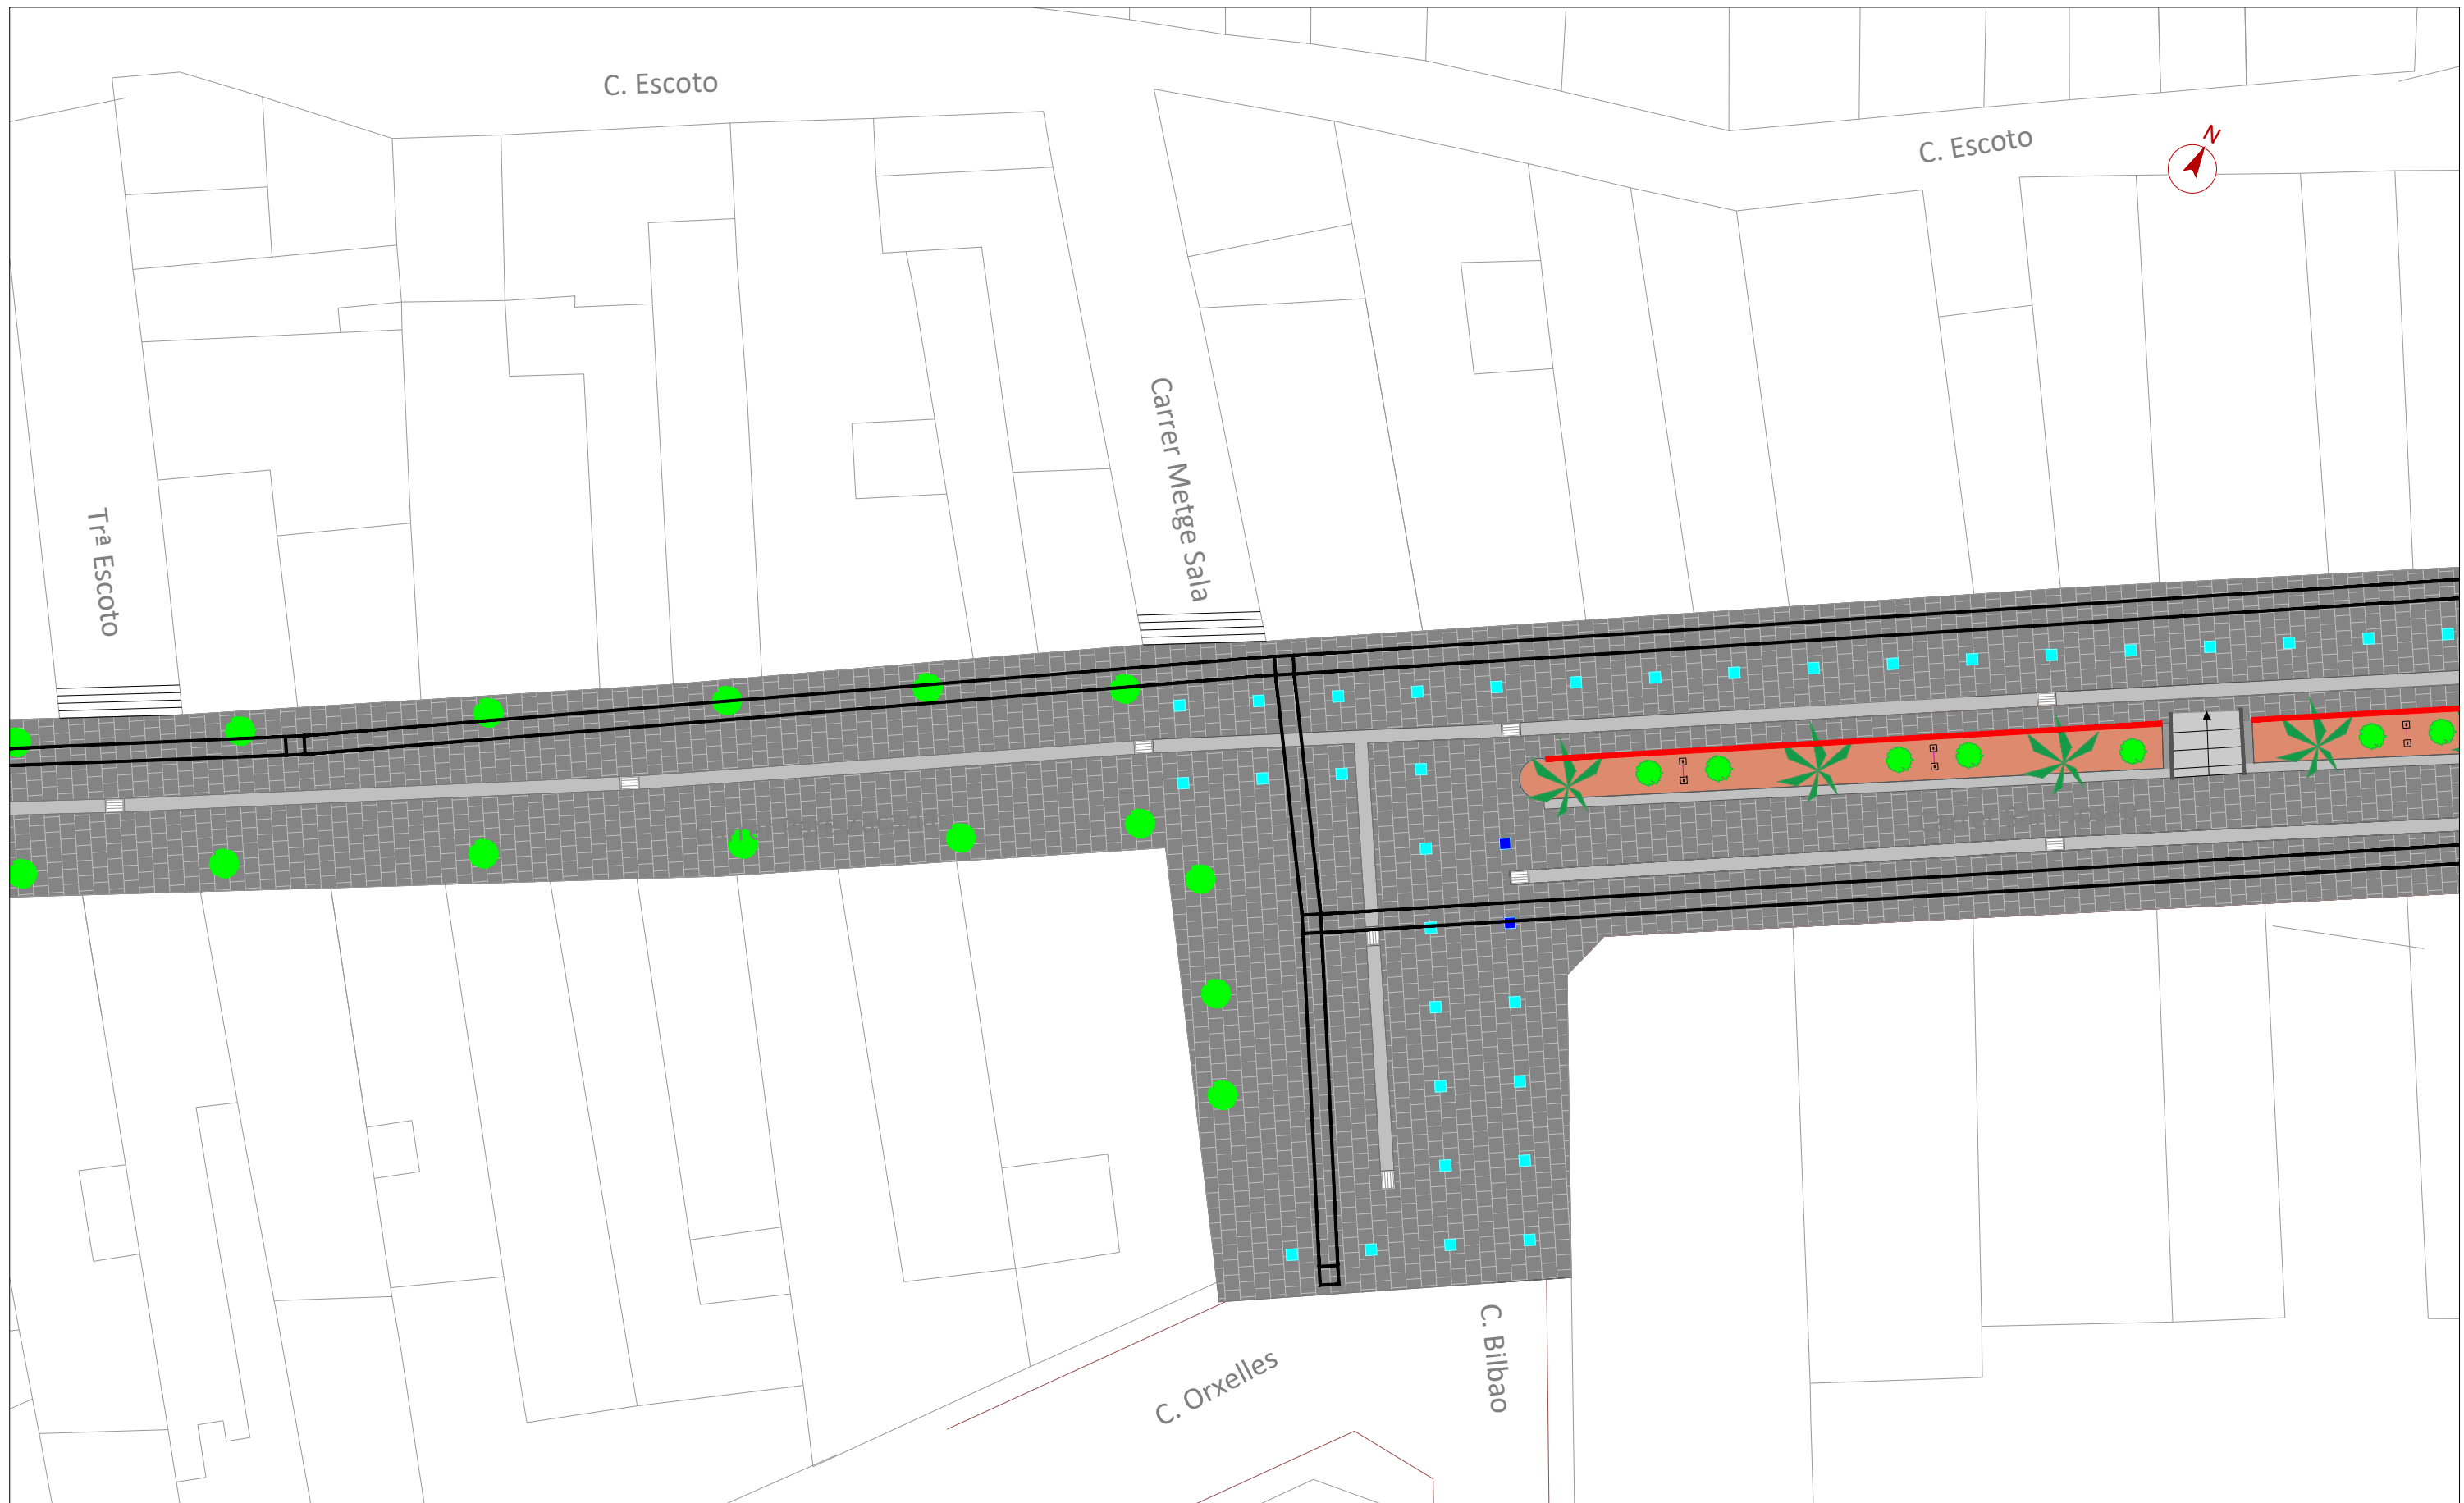 C. Escoto
N
C. Escoto
Carrer Metge Sala
Trª Escoto
C. Bilbao
C. Orxelles